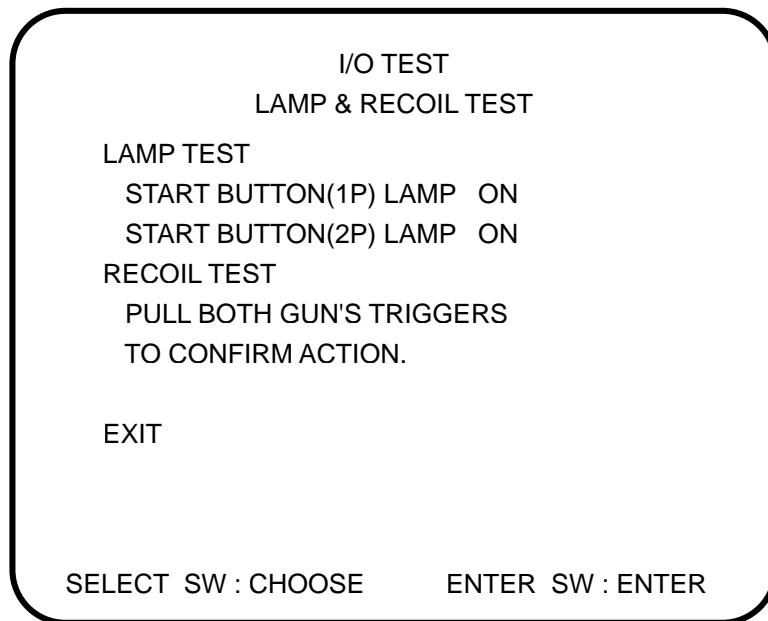 I/O TEST
LAMP & RECOIL TEST
LAMP TEST
START BUTTON(1P) LAMP ON
START BUTTON(2P) LAMP ON
RECOIL TEST
PULL BOTH GUN'S TRIGGERS
TO CONFIRM ACTION.
EXIT
SELECT SW : CHOOSE ENTER SW : ENTER